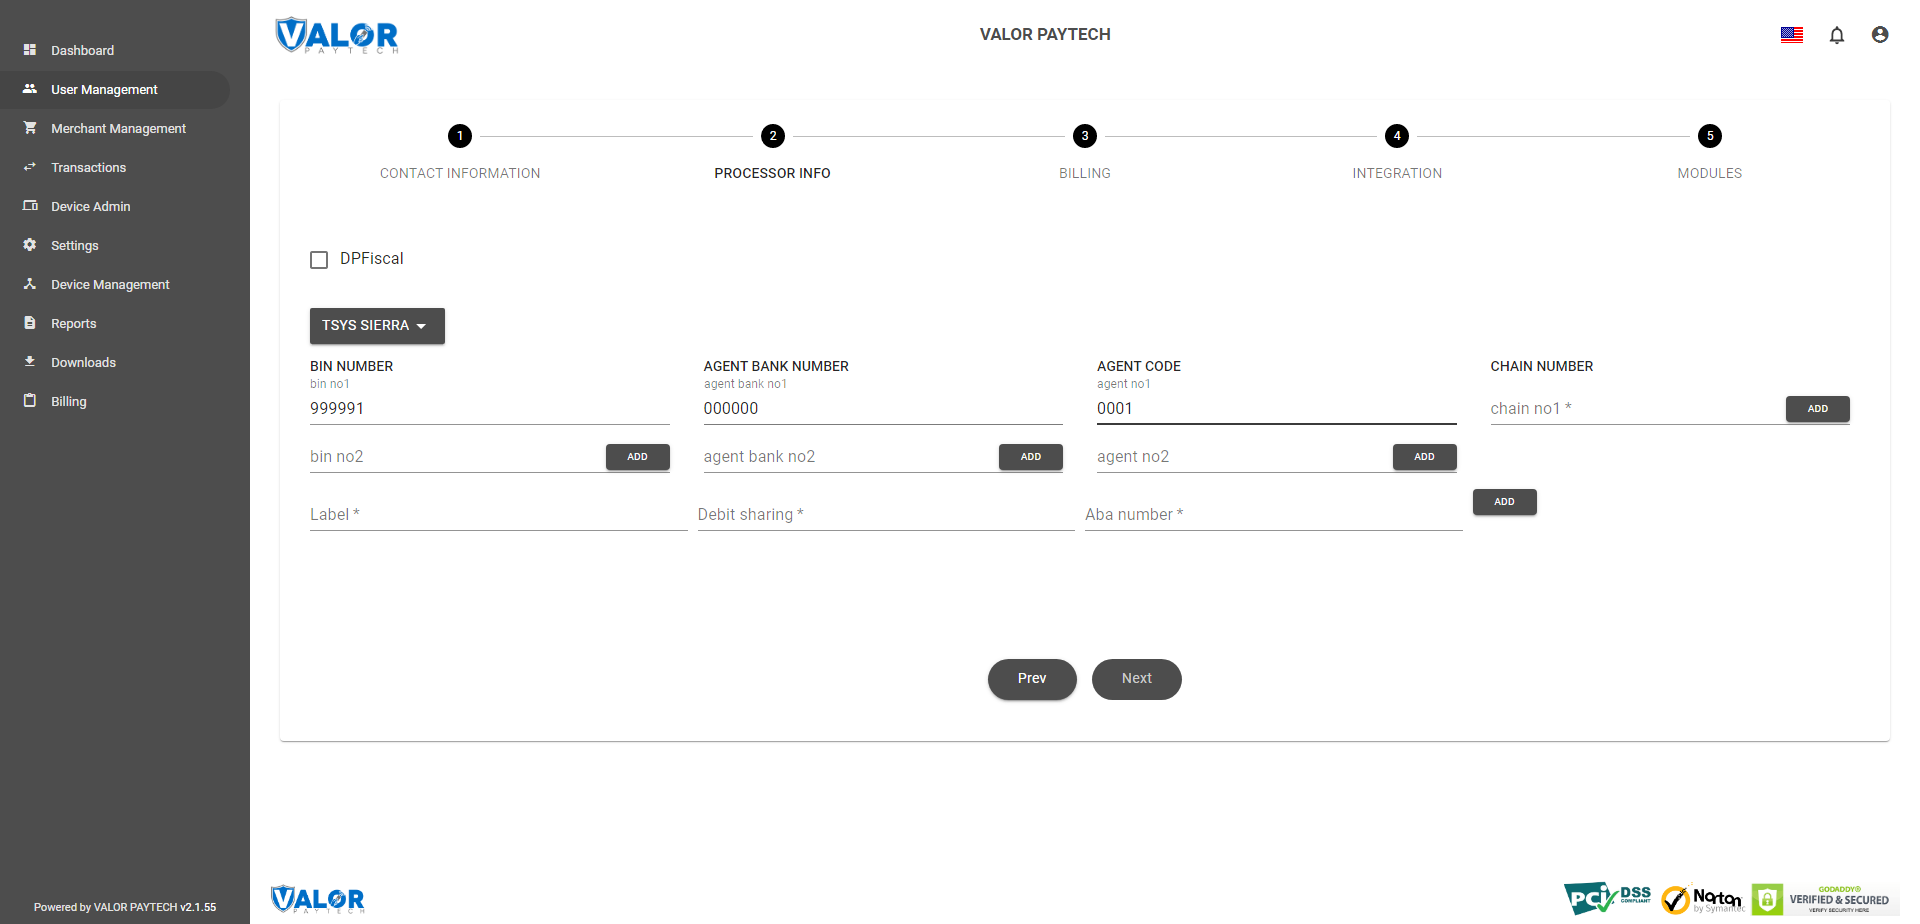 Dashboard
User Management
Merchant Management
Transactions
Device Admin
Settings
Device Management
Reports
Downloads
Billing
Powered by VALOR PAYTECH v2.1.55
VALOR
PAYTECH
VALOR PAYTECH
1 2 3 4 5
CONTACT INFORMATION PROCESSOR INFO BILLING INTEGRATION MODULES
DPFiscal
TSYS SIERRA
BIN NUMBER AGENT BANK NUMBER AGENT CODE CHAIN NUMBER
bin no1 agent bank no1 agent no1
999991 000000 0001 chain no1 * ADD
bin no2 ADD agent bank no2 ADD agent no2 ADD
Label * Debit sharing * Aba number * ADD
Prev Next
VALOR
PAYTECH
PCI DSS
COMPLIANT
Norton
by Symantec
GODADDY®
VERIFIED & SECURED
VERIFY SECURITY HERE